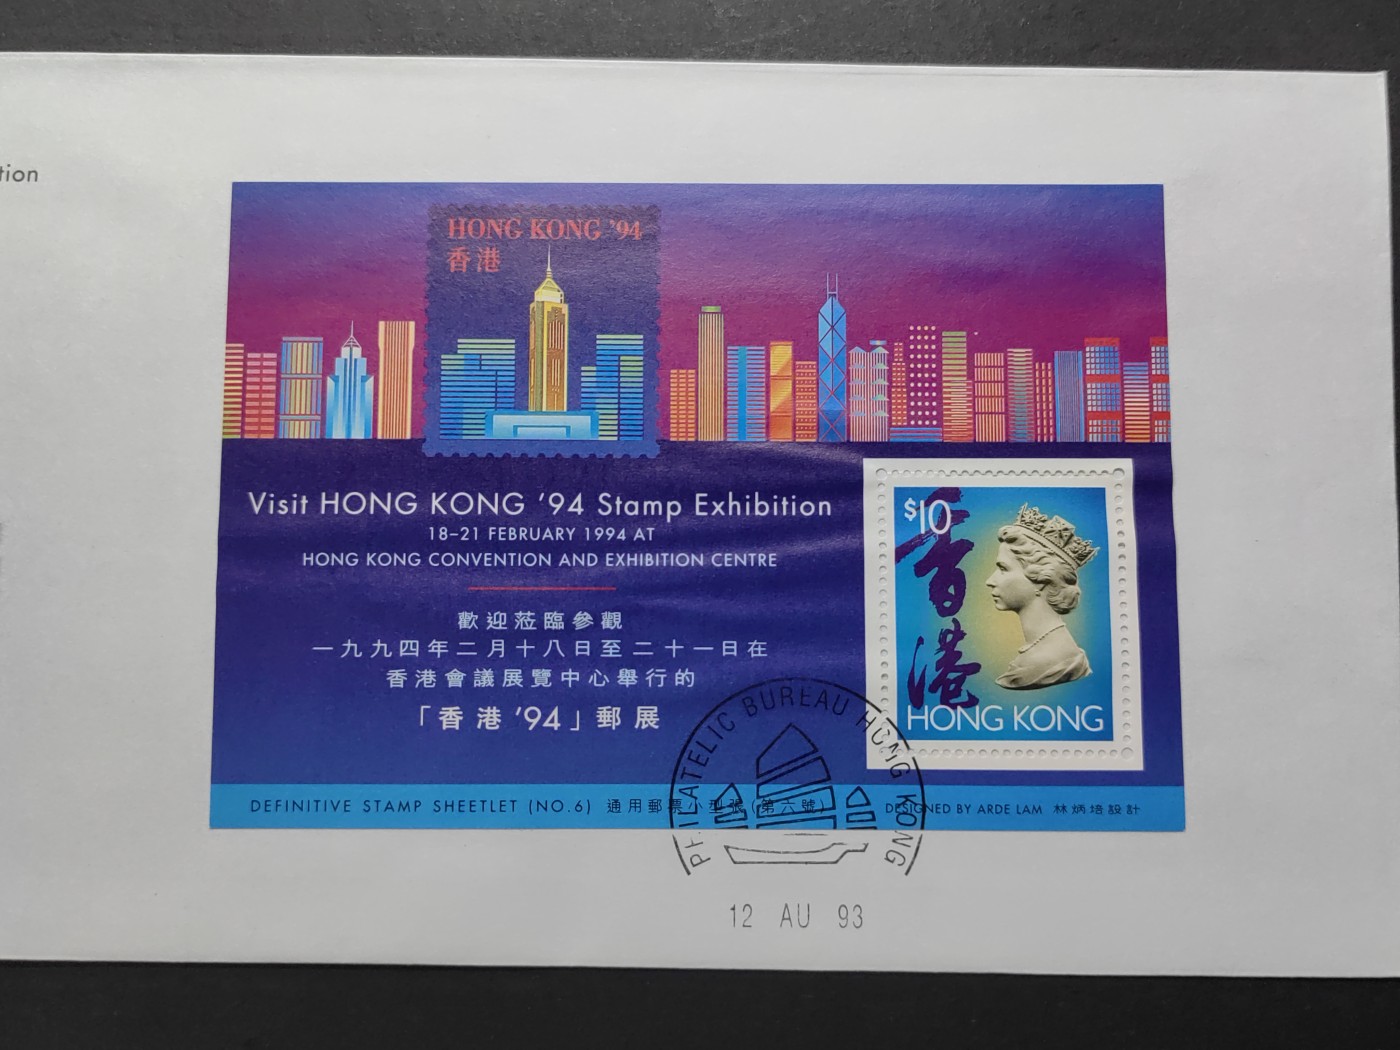 tion
HONG KONG '94
香港
Visit HONG KONG '94 Stamp Exhibition
18–21 FEBRUARY 1994 AT
HONG KONG CONVENTION AND EXHIBITION CENTRE
歡迎蒞臨參觀
一九九四年二月十八日至二十一日在
香港會議展覽中心舉行的
「香港'94」郵展
$10
香港
HONG KONG
DEFINITIVE STAMP SHEETLET (NO.6) 通用郵票小型張(第六號)
DESIGNED BY ARDE LAM 林炳培設計
PHILATELIC BUREAU HONG KONG
12 AU 93